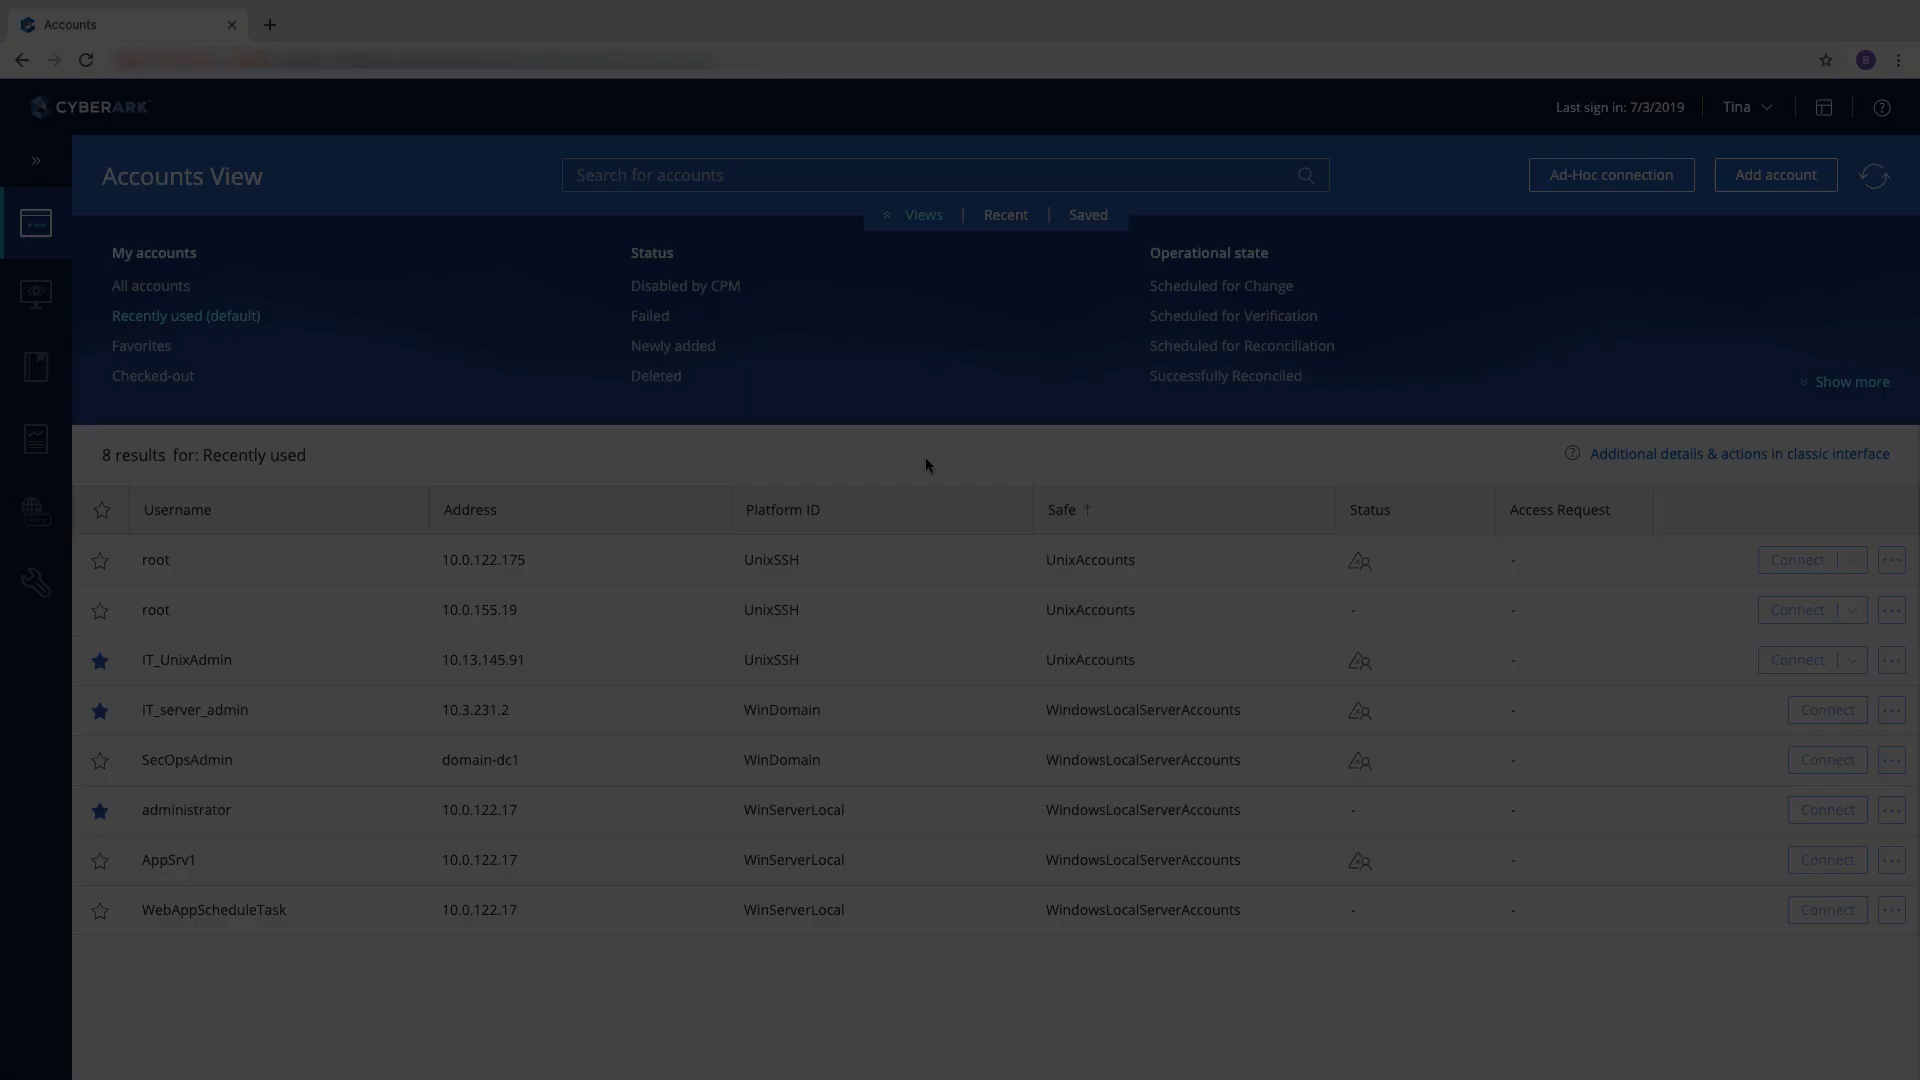 Accounts
B
CYBERARK
Last sign in: 7/3/2019
Tina
Accounts View
Search for accounts
Ad-Hoc connection
Add account
Views | Recent | Saved
My accounts
All accounts
Recently used (default)
Favorites
Checked-out
Status
Disabled by CPM
Failed
Newly added
Deleted
Operational state
Scheduled for Change
Scheduled for Verification
Scheduled for Reconciliation
Successfully Reconciled
Show more
8 results for: Recently used
Additional details & actions in classic interface
Username Address Platform ID Safe Status Access Request
root 10.0.122.175 UnixSSH UnixAccounts - Connect
root 10.0.155.19 UnixSSH UnixAccounts - - Connect
IT_UnixAdmin 10.13.145.91 UnixSSH UnixAccounts - Connect
IT_server_admin 10.3.231.2 WinDomain WindowsLocalServerAccounts - Connect
SecOpsAdmin domain-dc1 WinDomain WindowsLocalServerAccounts - Connect
administrator 10.0.122.17 WinServerLocal WindowsLocalServerAccounts - - Connect
AppSrv1 10.0.122.17 WinServerLocal WindowsLocalServerAccounts - Connect
WebAppScheduleTask 10.0.122.17 WinServerLocal WindowsLocalServerAccounts - - Connect